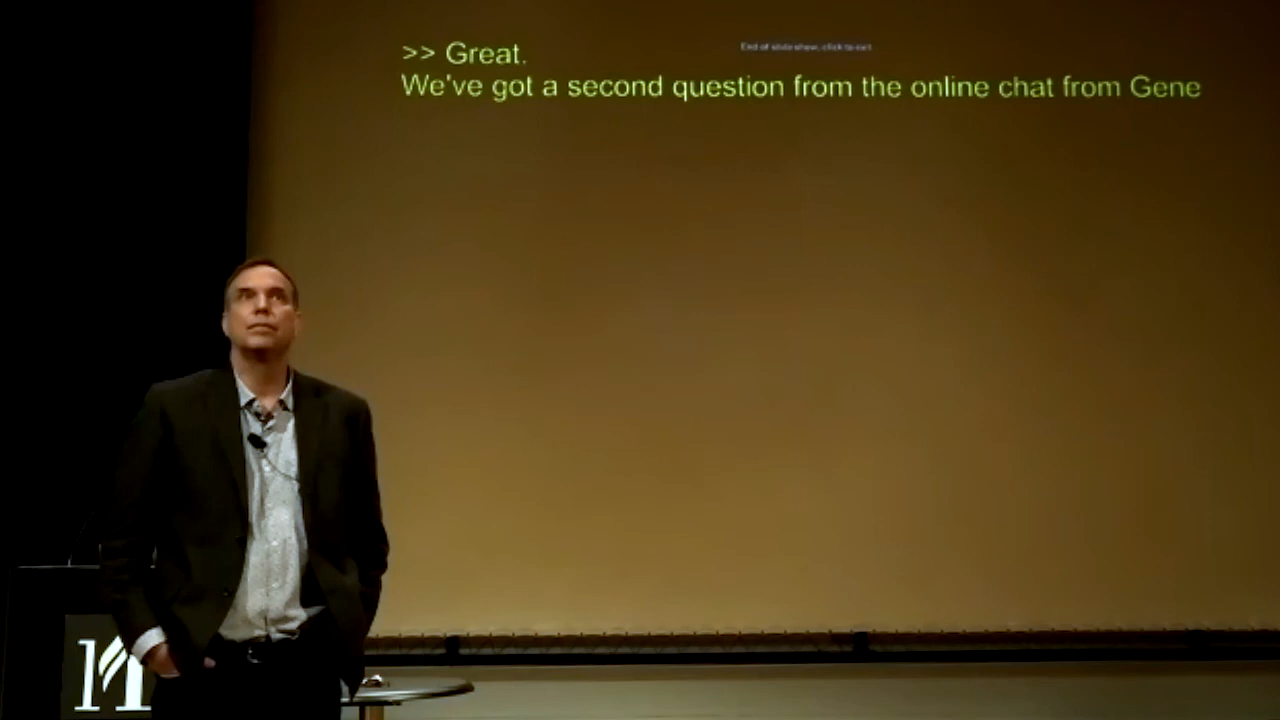 >> Great.
End of slide show, click to exit.
We've got a second question from the online chat from Gene